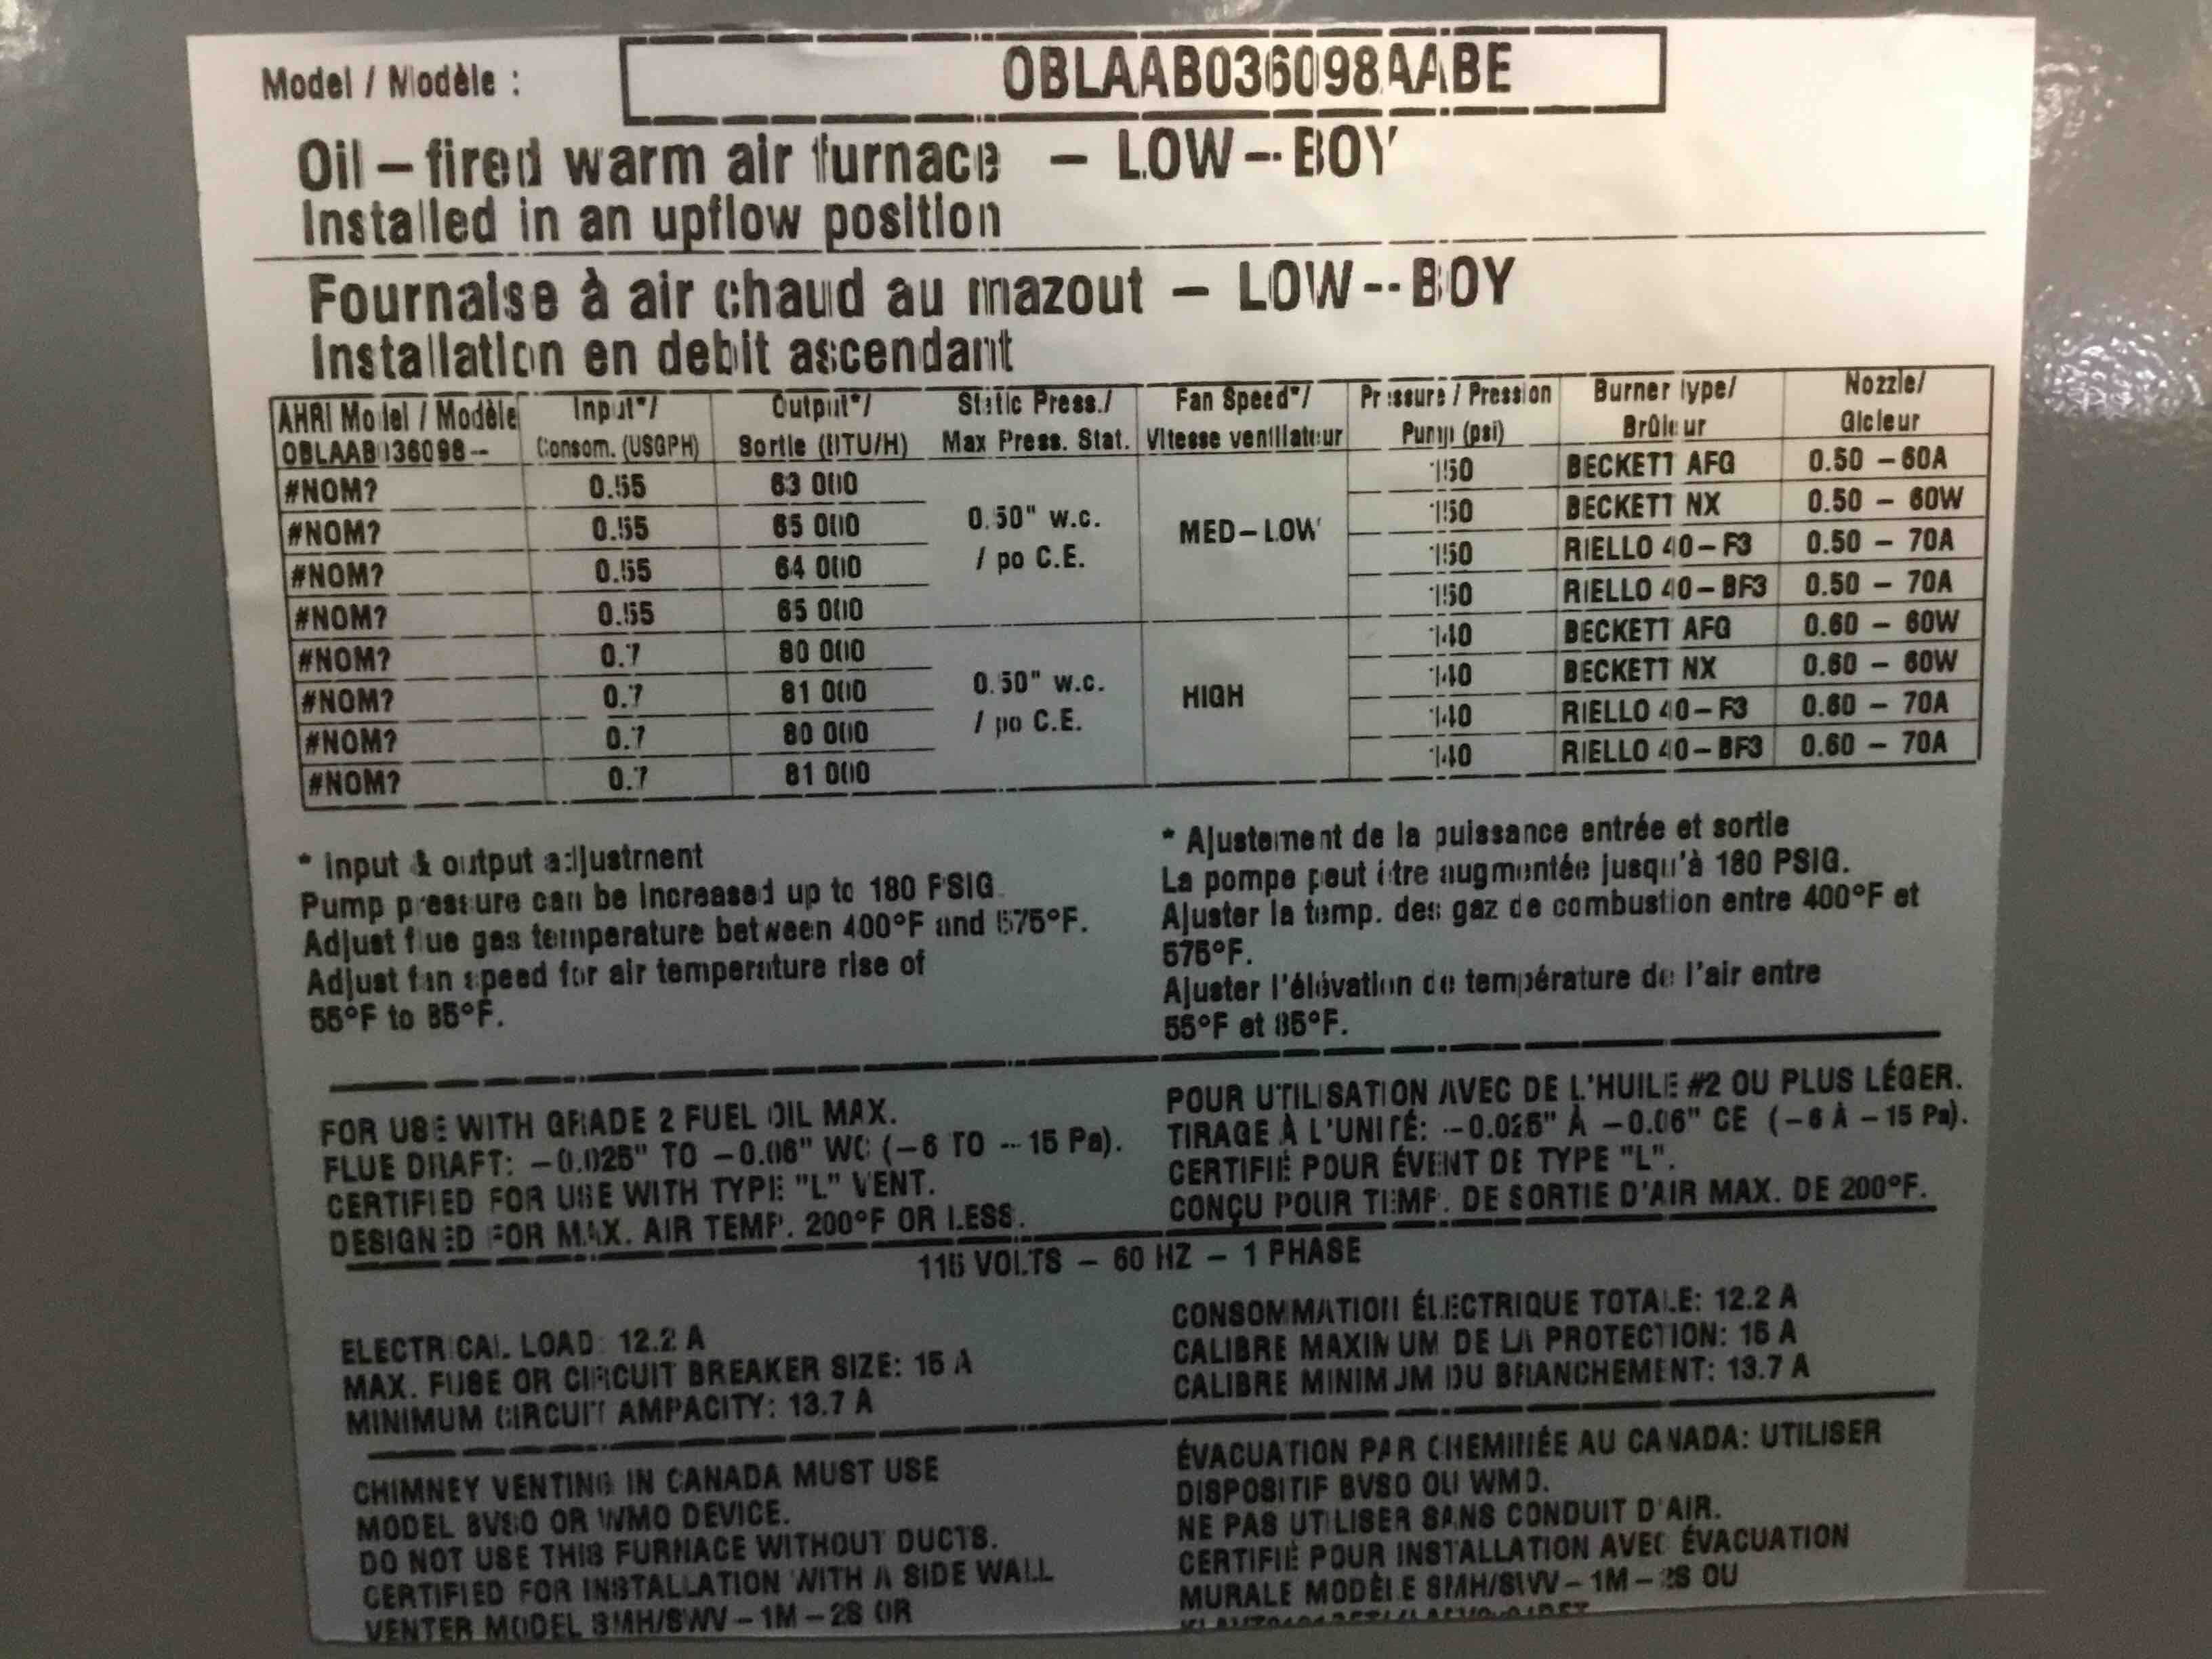 Model / Modèle : OBLAAB036098AABE
Oil – fired warm air furnace – LOW – BOY
Installed in an upflow position
Fournaise à air chaud au mazout – LOW -- BOY
Installation en debit ascendant
AHRI Model / Modèle Input*/ Output*/ Static Press./ Fan Speed*/ Pressure / Pression Burner type/ Nozzle/
OBLAAB036098-- Consom. (USGPH) Sortie (BTU/H) Max Press. Stat. Vitesse ventillateur Pump (psi) Brûleur Gicleur
#NOM? 0.55 63 000 150 BECKETT AFG 0.50 – 60A
#NOM? 0.55 65 000 0.50" w.c. MED – LOW 150 BECKETT NX 0.50 – 60W
#NOM? 0.55 64 000 / po C.E. 150 RIELLO 40 – F3 0.50 – 70A
#NOM? 0.55 65 000 150 RIELLO 40 – BF3 0.50 – 70A
#NOM? 0.7 80 000 140 BECKETT AFG 0.60 – 60W
#NOM? 0.7 81 000 0.50" w.c. HIGH 140 BECKETT NX 0.60 – 60W
#NOM? 0.7 80 000 / po C.E. 140 RIELLO 40 – F3 0.60 – 70A
#NOM? 0.7 81 000 140 RIELLO 40 – BF3 0.60 – 70A
* Input & output adjustment
Pump pressure can be increased up to 180 PSIG.
Adjust flue gas temperature between 400°F and 575°F.
Adjust fan speed for air temperature rise of
55°F to 85°F.
* Ajustement de la puissance entrée et sortie
La pompe peut être augmentée jusqu'à 180 PSIG.
Ajuster la temp. des gaz de combustion entre 400°F et
575°F.
Ajuster l'élévation de température de l'air entre
55°F et 85°F.
FOR USE WITH GRADE 2 FUEL OIL MAX.
FLUE DRAFT: – 0.025" TO – 0.06" WC (– 6 TO -- 15 Pa).
CERTIFIED FOR USE WITH TYPE "L" VENT.
DESIGNED FOR MAX. AIR TEMP. 200°F OR LESS.
POUR UTILISATION AVEC DE L'HUILE #2 OU PLUS LÉGER.
TIRAGE À L'UNITÉ: -- 0.025" À – 0.06" CE (– 6 À – 15 Pa).
CERTIFIÉ POUR ÉVENT DE TYPE "L".
CONÇU POUR TEMP. DE SORTIE D'AIR MAX. DE 200°F.
115 VOLTS – 60 HZ – 1 PHASE
ELECTRICAL LOAD: 12.2 A
MAX. FUSE OR CIRCUIT BREAKER SIZE: 15 A
MINIMUM CIRCUIT AMPACITY: 13.7 A
CONSOMMATION ÉLECTRIQUE TOTALE: 12.2 A
CALIBRE MAXIMUM DE LA PROTECTION: 15 A
CALIBRE MINIMUM DU BRANCHEMENT: 13.7 A
CHIMNEY VENTING IN CANADA MUST USE
MODEL BVSO OR WMO DEVICE.
DO NOT USE THIS FURNACE WITHOUT DUCTS.
CERTIFIED FOR INSTALLATION WITH A SIDE WALL
VENTER MODEL SMH/SWV – 1M – 2S OR
ÉVACUATION PAR CHEMINÉE AU CANADA: UTILISER
DISPOSITIF BVSO OU WMO.
NE PAS UTILISER SANS CONDUIT D'AIR.
CERTIFIÉ POUR INSTALLATION AVEC ÉVACUATION
MURALE MODÈLE SMH/SWV – 1M – 2S OU